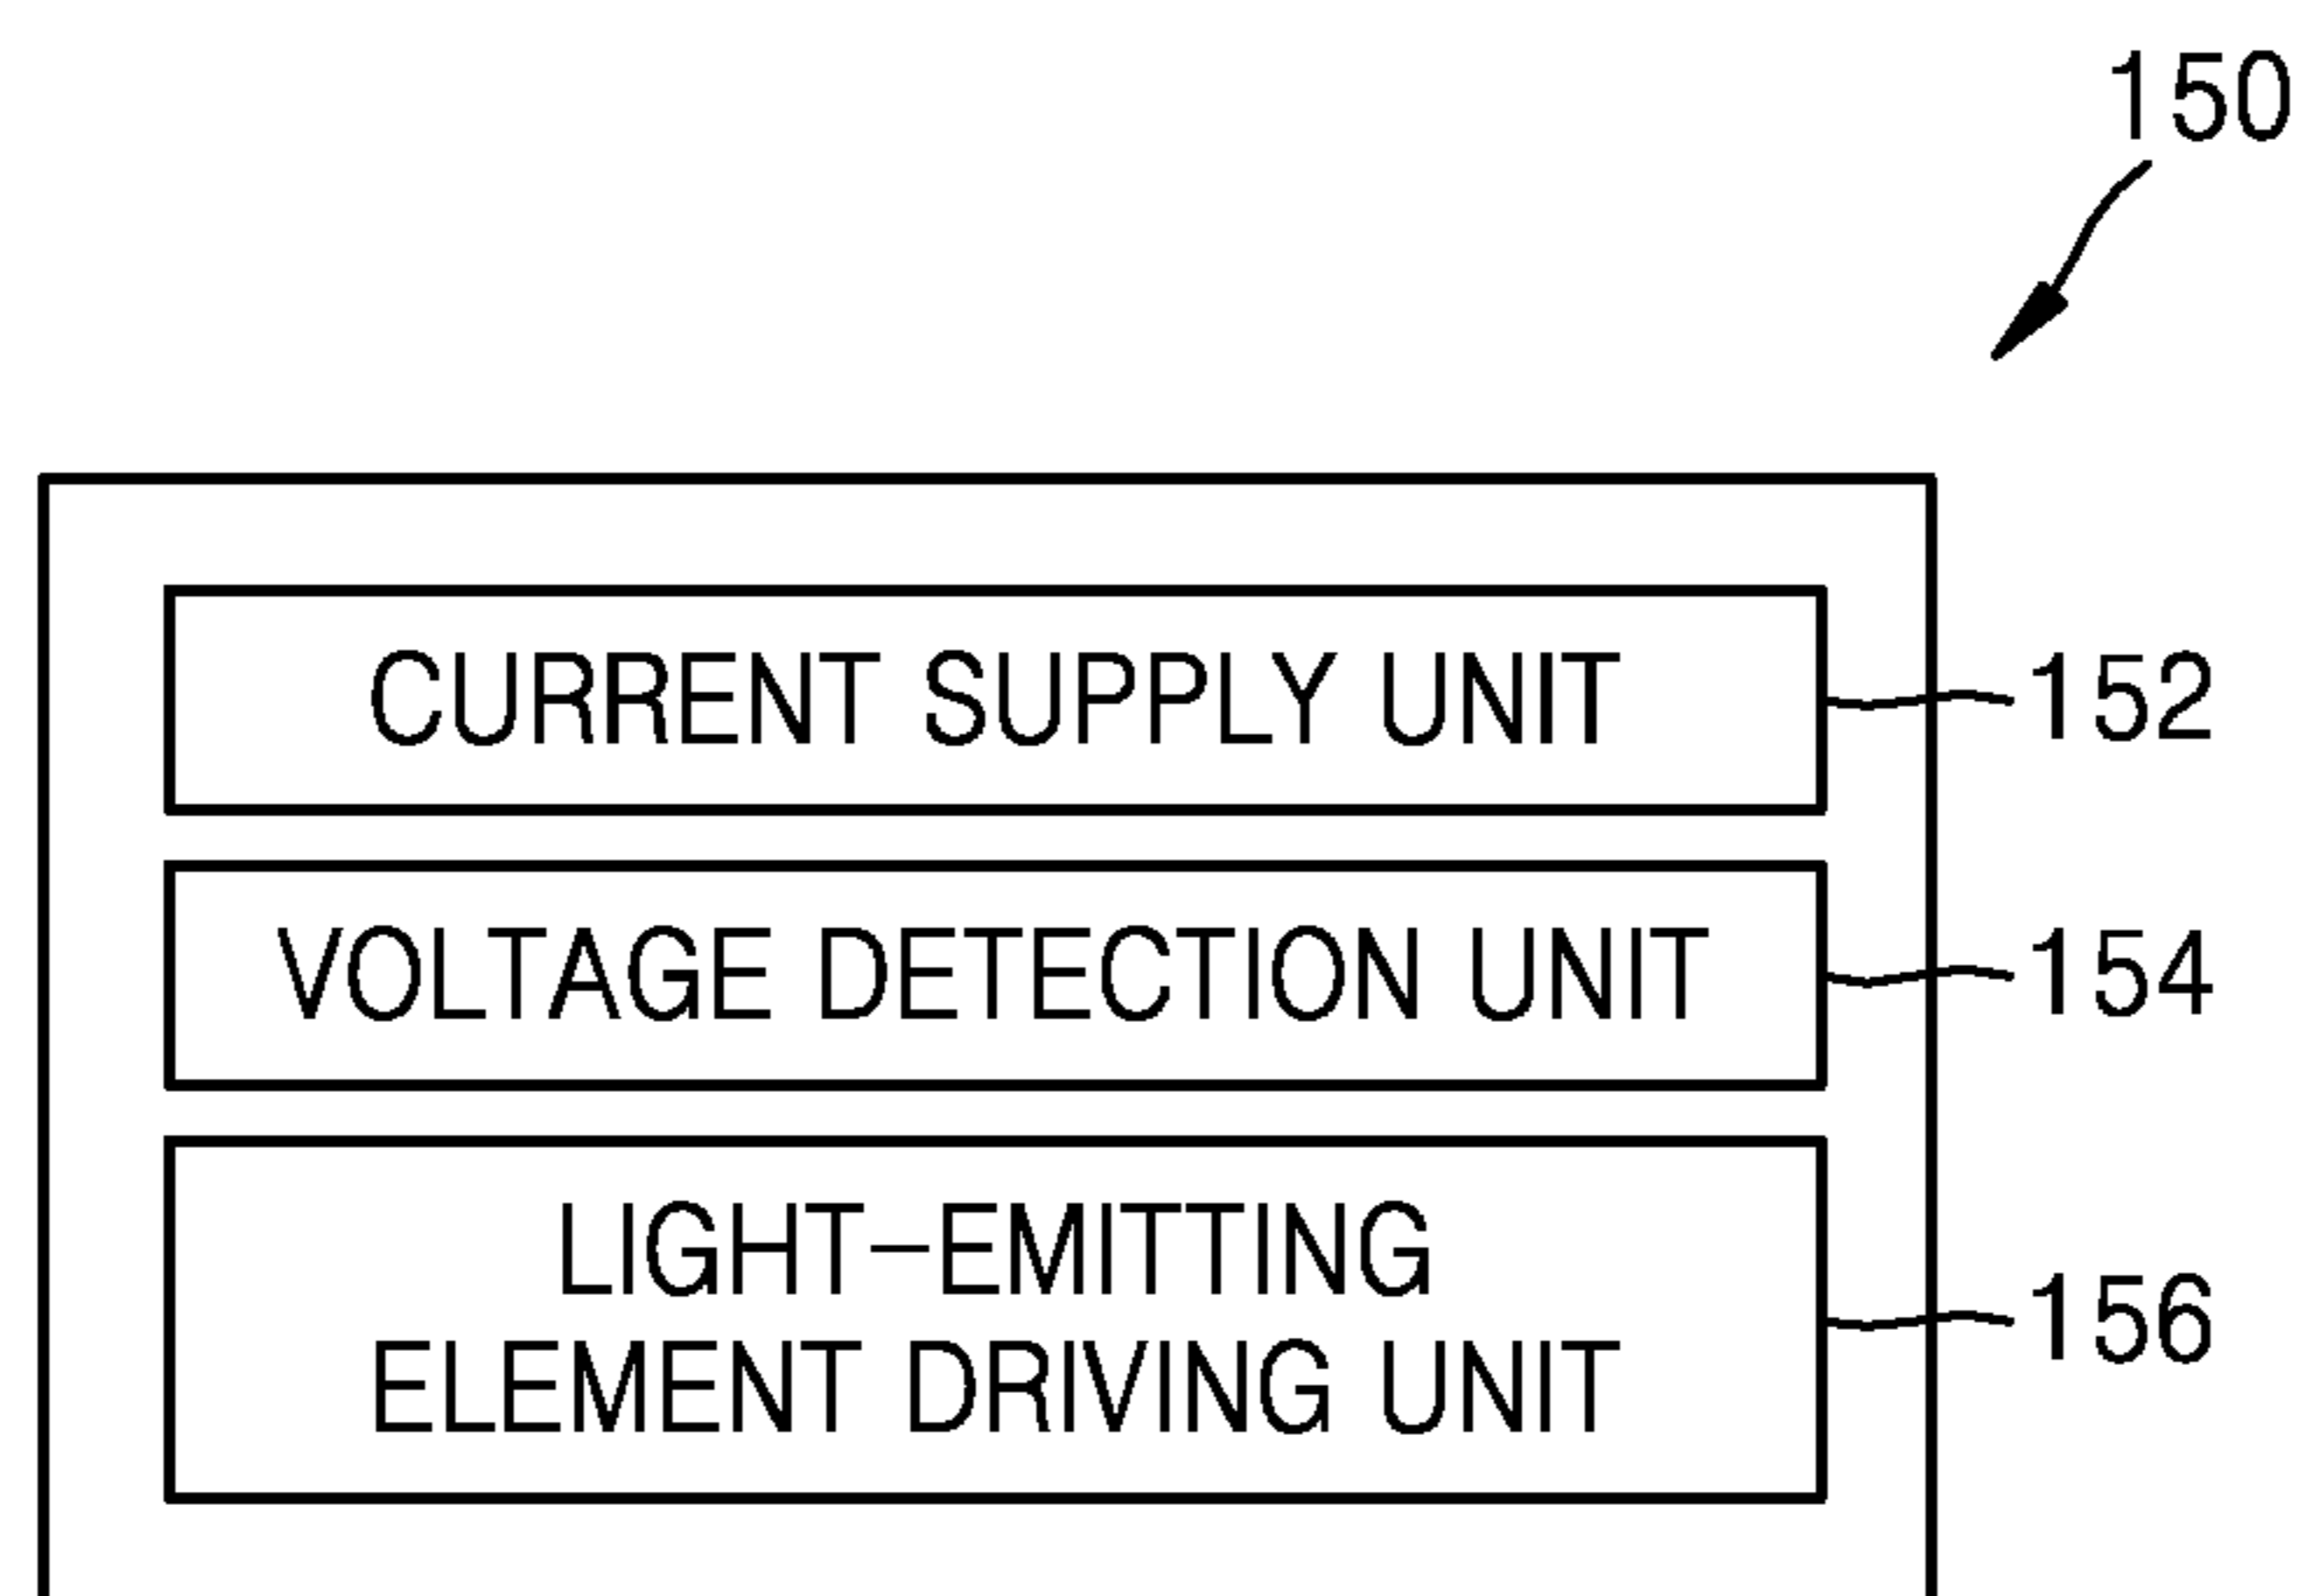 150
CURRENT SUPPLY UNIT 152
VOLTAGE DETECTION UNIT 154
LIGHT-EMITTING
ELEMENT DRIVING UNIT 156